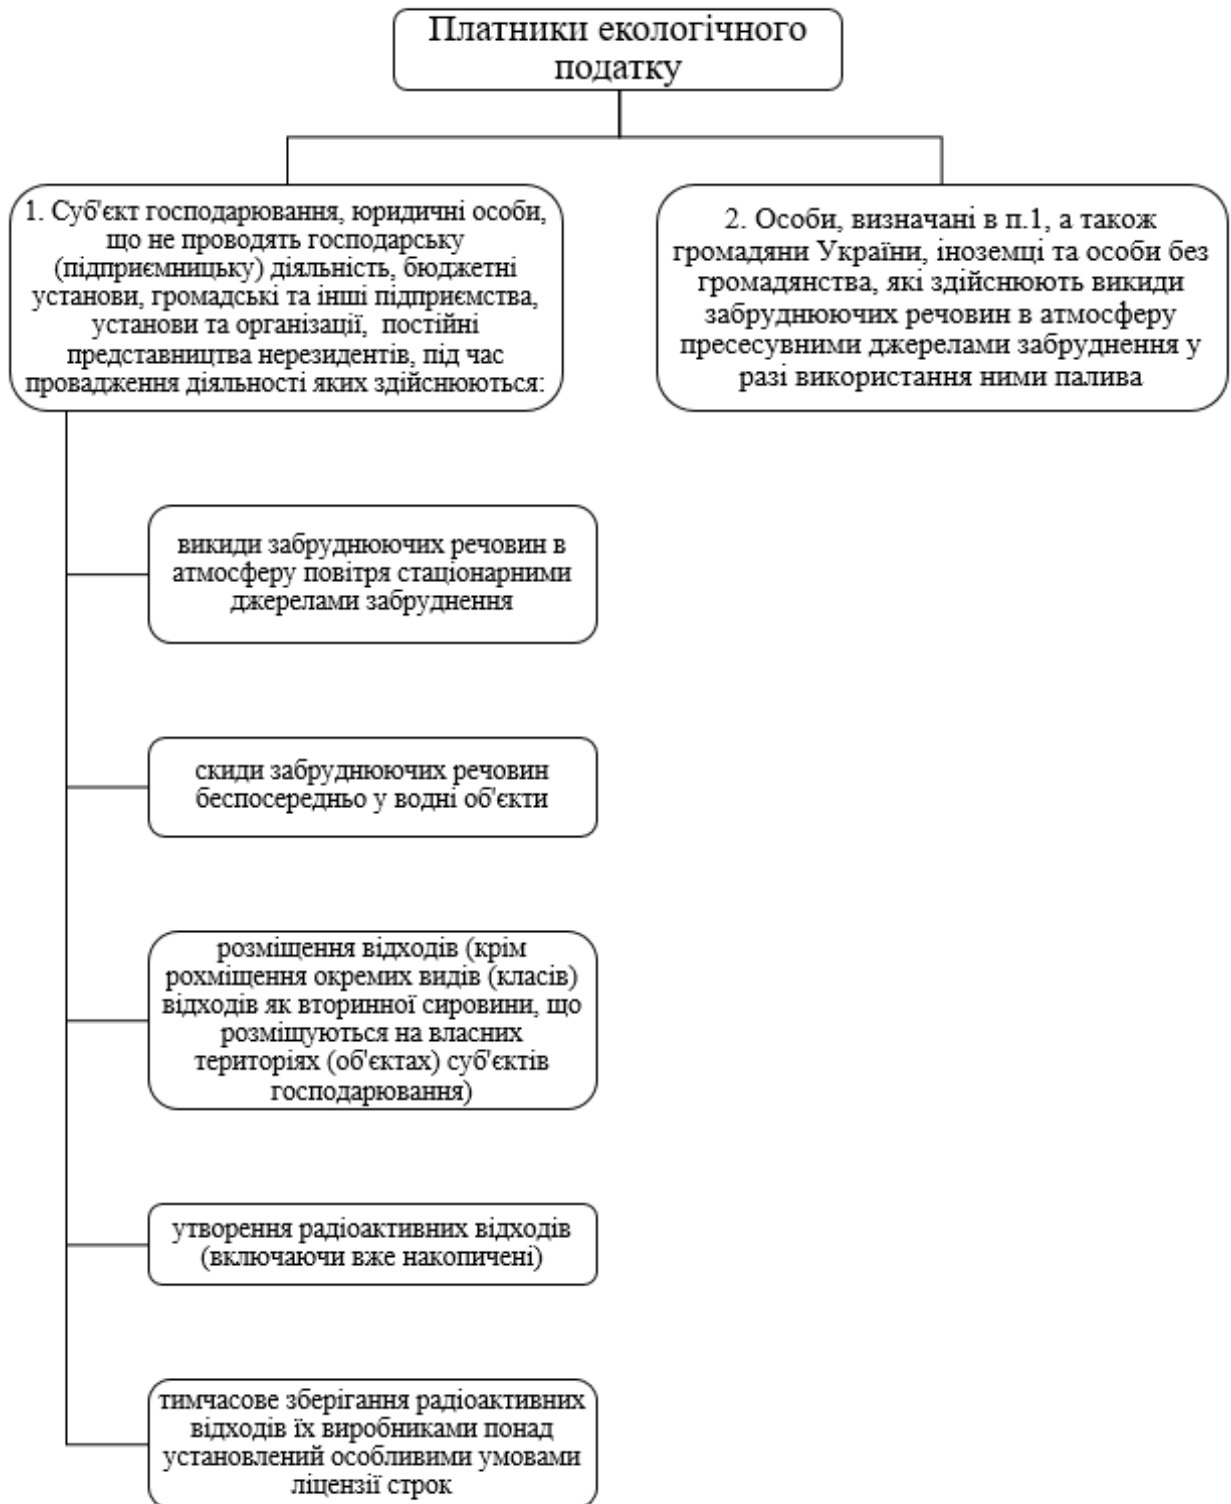 Платники екологічного
податку
1. Суб'єкт господарювання, юридичні особи,
що не проводять господарську
(підприємницьку) діяльність, бюджетні
установи, громадські та інші підприємства,
установи та організації, постійні
представництва нерезидентів, під час
провадження діяльності яких здійснюються:
2. Особи, визначані в п.1, а також
громадяни України, іноземці та особи без
громадянства, які здійснюють викиди
забруднюючих речовин в атмосферу
пресесувними джерелами забруднення у
разі використання ними палива
викиди забруднюючих речовин в
атмосферу повітря стаціонарними
джерелами забруднення
скиди забруднюючих речовин
беспосередньо у водні об'єкти
розміщення відходів (крім
рохміщення окремих видів (класів)
відходів як вторинної сировини, що
розміщуються на власних
територіях (об'єктах) суб'єктів
господарювання)
утворення радіоактивних відходів
(включаючи вже накопичені)
тимчасове зберігання радіоактивних
відходів їх виробниками понад
установлений особливими умовами
ліцензії строк